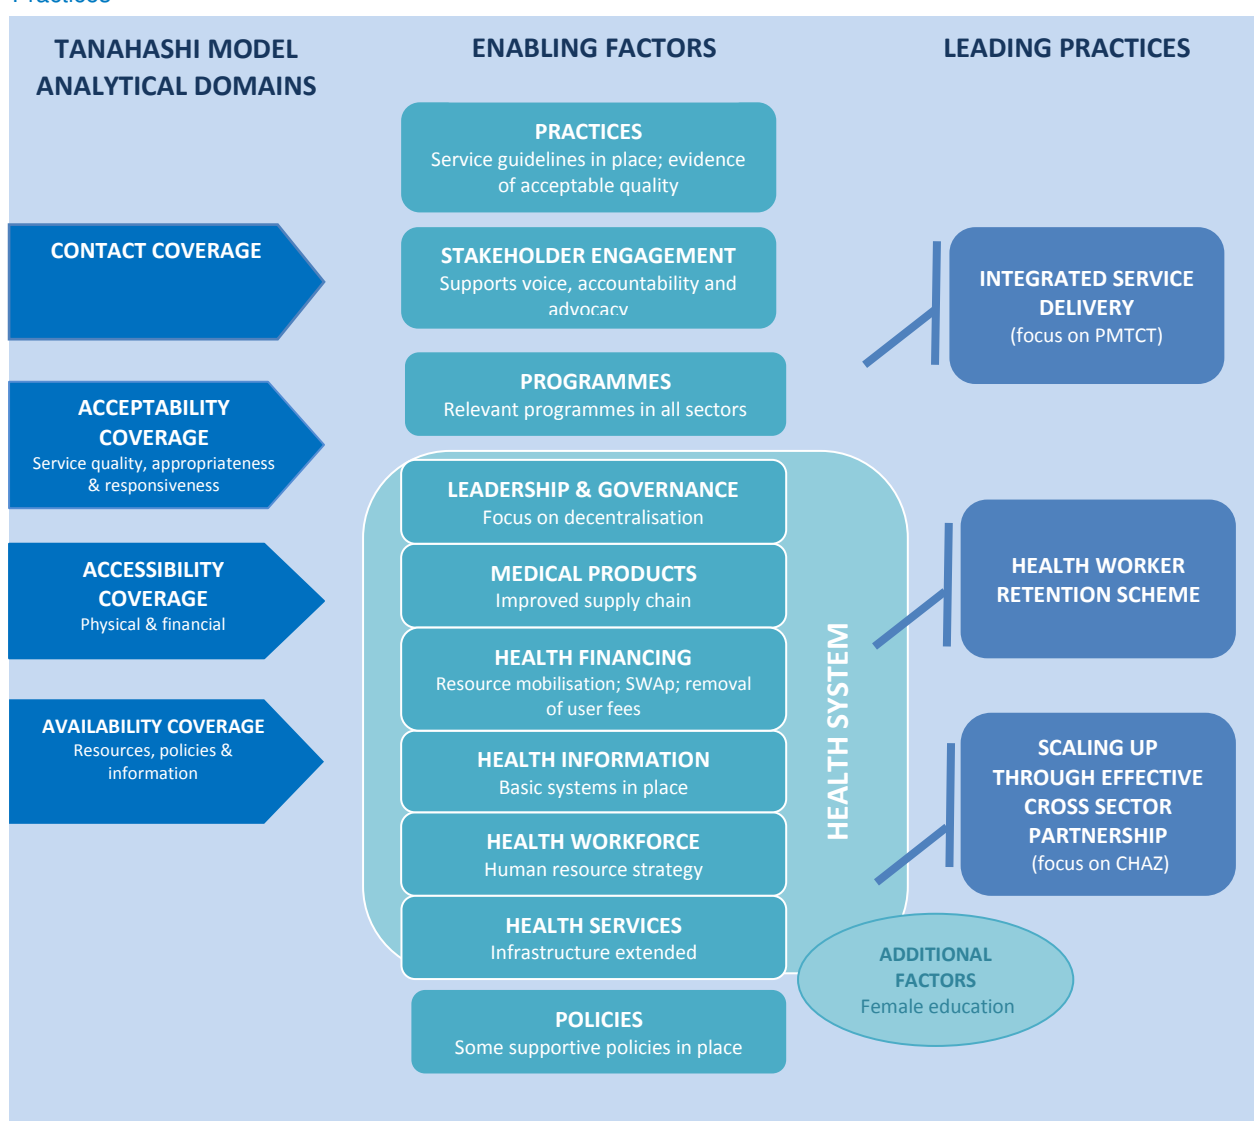 Practices
TANAHASHI MODEL
ANALYTICAL DOMAINS
CONTACT COVERAGE
ACCEPTABILITY
COVERAGE
Service quality, appropriateness
& responsiveness
ACCESSIBILITY
COVERAGE
Physical & financial
AVAILABILITY COVERAGE
Resources, policies &
information
ENABLING FACTORS
PRACTICES
Service guidelines in place; evidence
of acceptable quality
STAKEHOLDER ENGAGEMENT
Supports voice, accountability and
advocacy
PROGRAMMES
Relevant programmes in all sectors
LEADERSHIP & GOVERNANCE
Focus on decentralisation
MEDICAL PRODUCTS
Improved supply chain
HEALTH FINANCING
Resource mobilisation; SWAp; removal
of user fees
HEALTH INFORMATION
Basic systems in place
HEALTH WORKFORCE
Human resource strategy
HEALTH SERVICES
Infrastructure extended
HEALTH SYSTEM
POLICIES
Some supportive policies in place
ADDITIONAL
FACTORS
Female education
LEADING PRACTICES
INTEGRATED SERVICE
DELIVERY
(focus on PMTCT)
HEALTH WORKER
RETENTION SCHEME
SCALING UP
THROUGH EFFECTIVE
CROSS SECTOR
PARTNERSHIP
(focus on CHAZ)